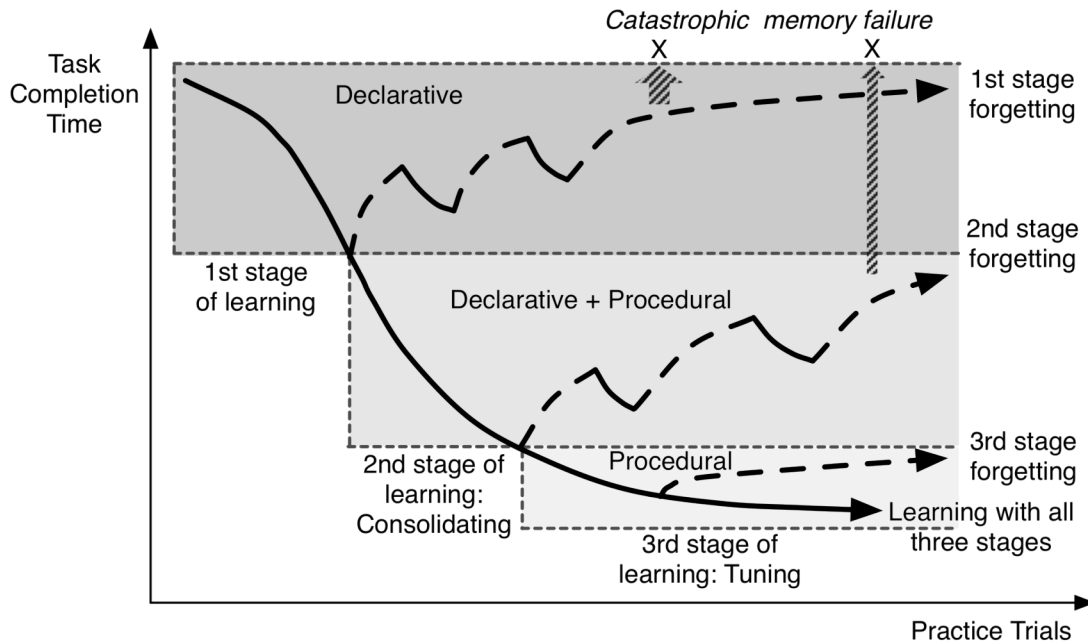 Catastrophic memory failure
X X
Task
Completion
Time
Declarative
1st stage
forgetting
2nd stage
forgetting
1st stage
of learning
Declarative + Procedural
3rd stage
forgetting
Procedural
2nd stage of
learning:
Consolidating
Learning with all
three stages
3rd stage of
learning: Tuning
Practice Trials